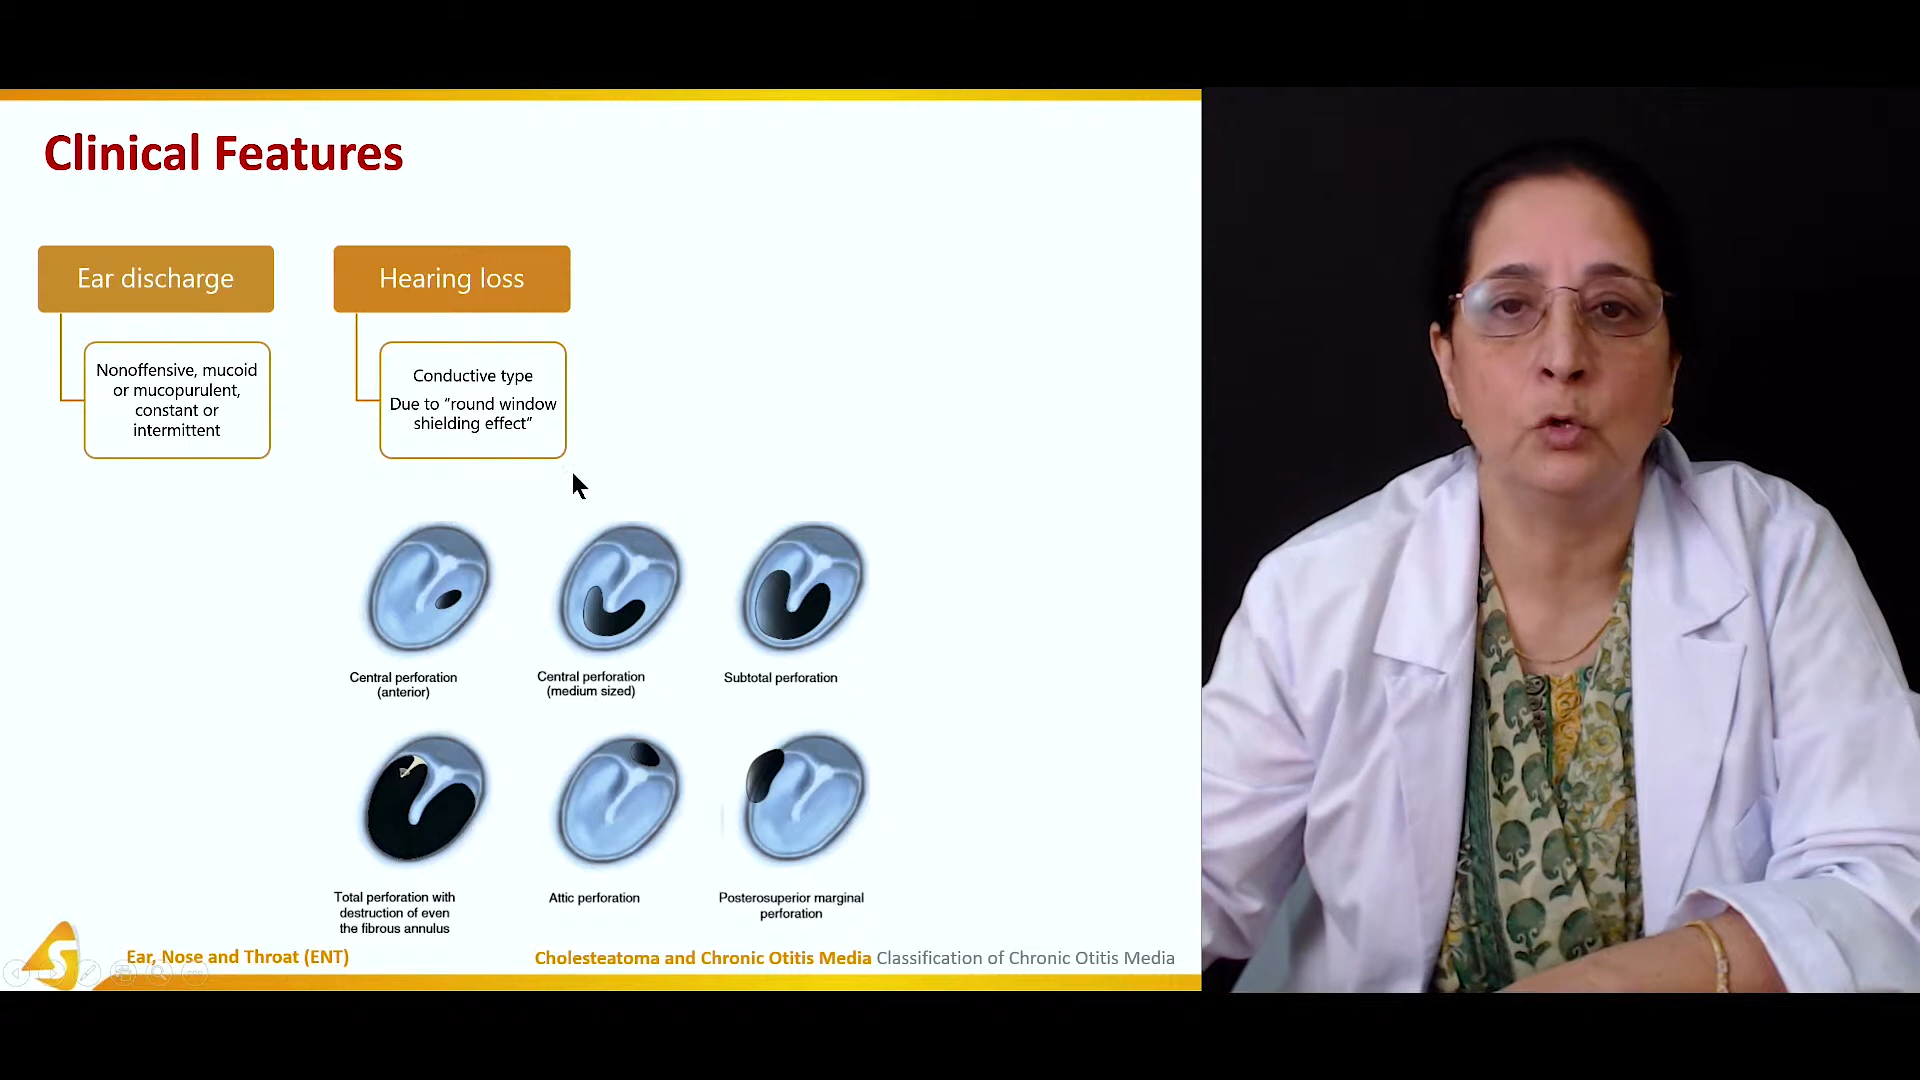 Clinical Features
Ear discharge
Nonoffensive, mucoid
or mucopurulent,
constant or
intermittent
Hearing loss
Conductive type
Due to “round window
shielding effect”
Central perforation
(anterior)
Central perforation
(medium sized)
Subtotal perforation
Total perforation with
destruction of even
the fibrous annulus
Attic perforation
Posterosuperior marginal
perforation
S
Ear, Nose and Throat (ENT)
Cholesteatoma and Chronic Otitis Media Classification of Chronic Otitis Media